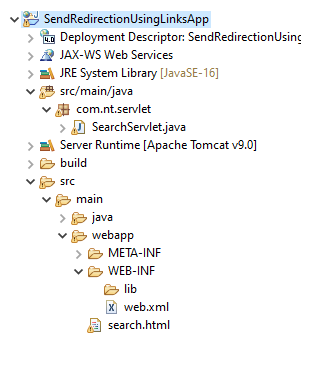 SendRedirectionUsingLinksApp
Deployment Descriptor: SendRedirectionUsing
JAX-WS Web Services
JRE System Library [JavaSE-16]
src/main/java
com.nt.servlet
SearchServlet.java
Server Runtime [Apache Tomcat v9.0]
build
src
main
java
webapp
META-INF
WEB-INF
lib
web.xml
search.html